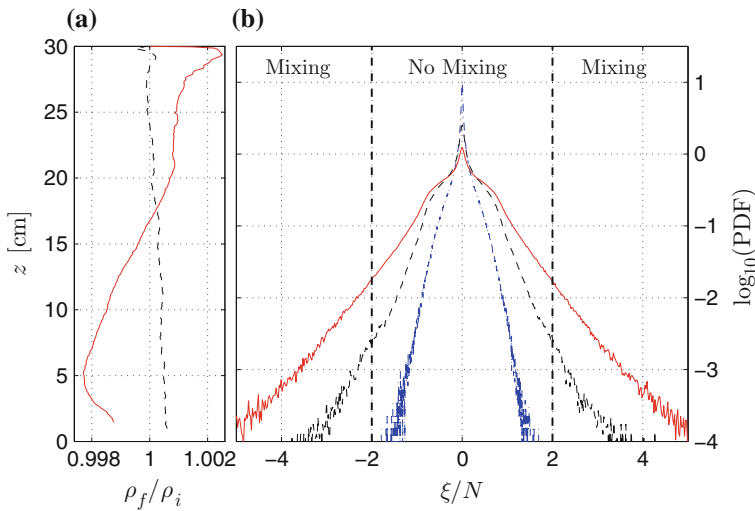 (a)
(b)
30
25
20
15
10
5
0
z [cm]
0.998
1
1.002
ρf/ρi
Mixing
No Mixing
Mixing
1
0
−1
−2
−3
−4
log10(PDF)
−4
−2
0
2
4
ξ/N